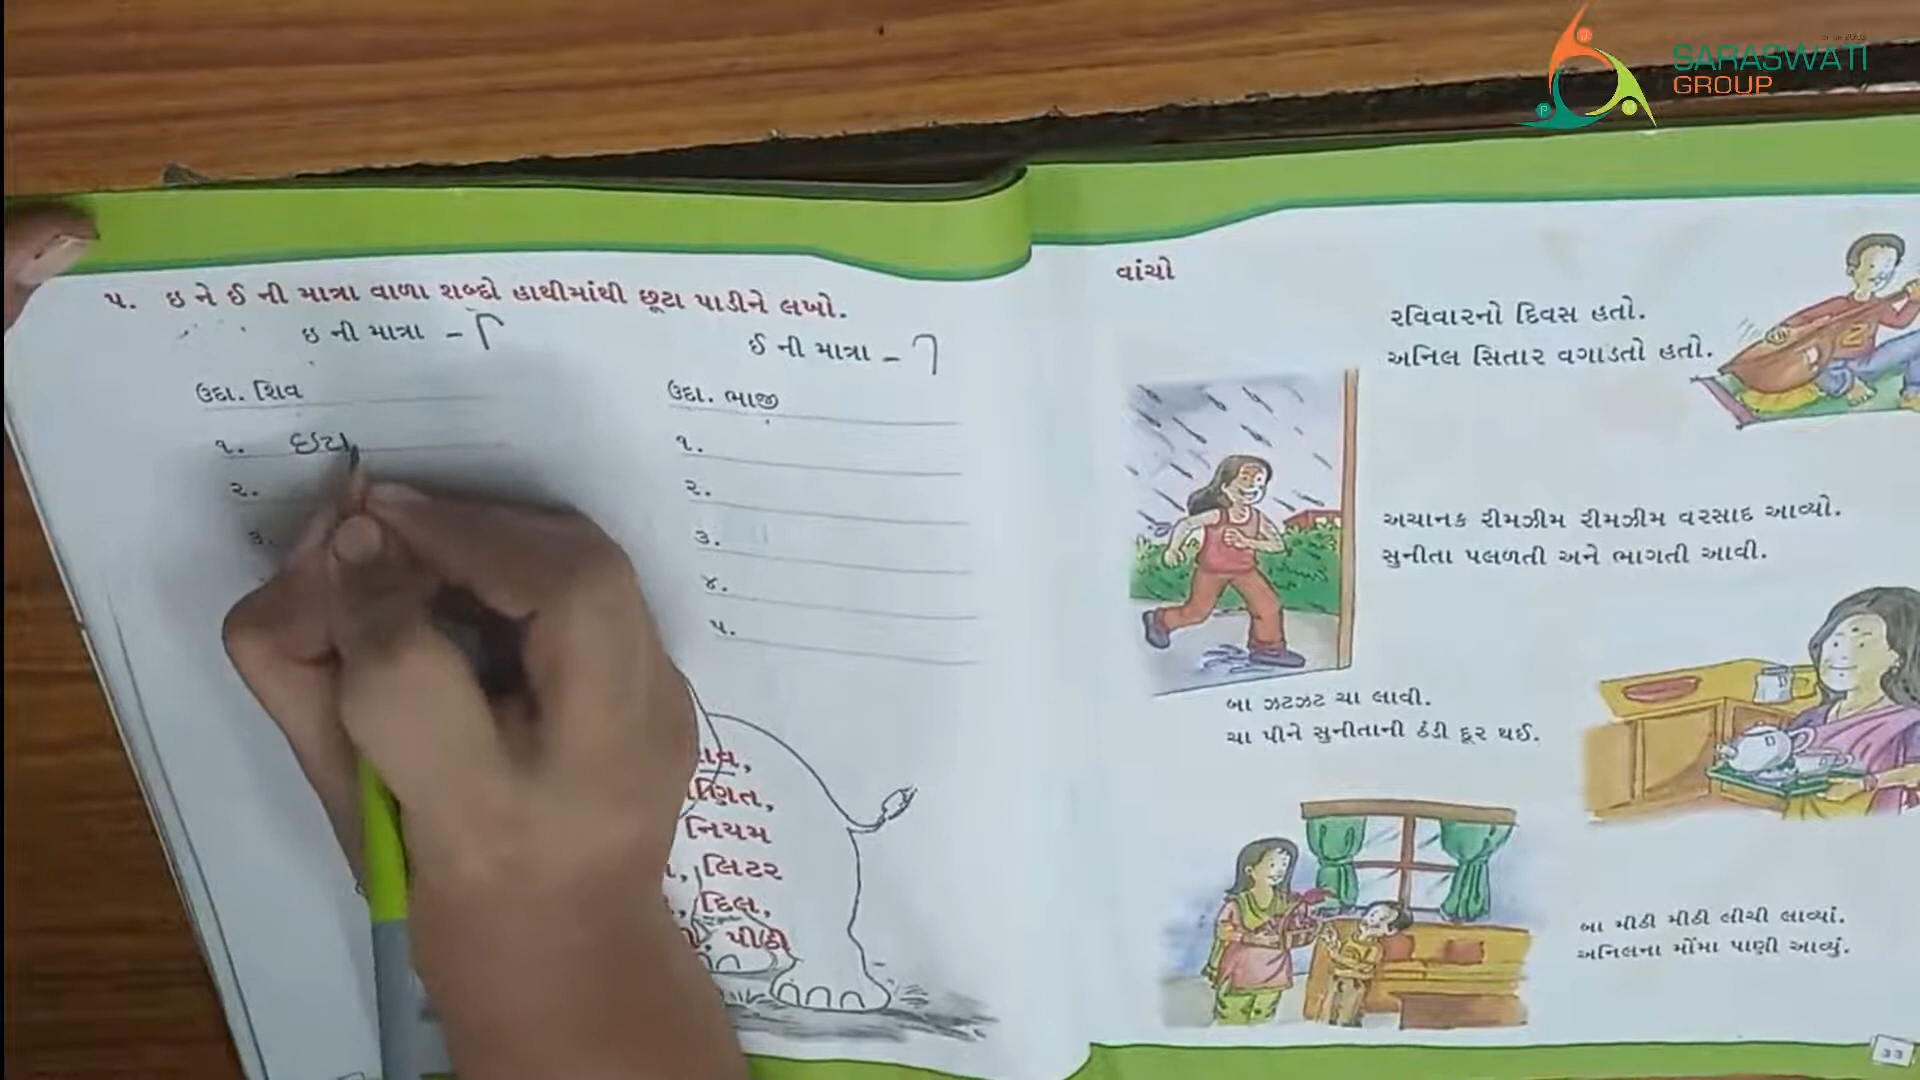 SARASWATI
GROUP
૫. ઇ ને ઈ ની માત્રા વાળા શબ્દો હાથીમાંથી છૂટા પાડીને લખો.
ઇ ની માત્રા - િ
ઉદા. શિવ
૧.
૨.
૩.
ઈ ની માત્રા - ી
ઉદા. ભાજી
૧.
૨.
૩.
૪.
૫.
નિયમ
લિટર
દિલ,
વાંચો
રવિવારનો દિવસ હતો.
અનિલ સિતાર વગાડતો હતો.
અચાનક રીમઝીમ રીમઝીમ વરસાદ આવ્યો.
સુનીતા પલળતી અને ભાગતી આવી.
બા ઝટઝટ ચા લાવી.
ચા પીને સુનીતાની ઠંડી દૂર થઈ.
બા મીઠી મીઠી લીચી લાવ્યાં.
અનિલના મોંમા પાણી આવ્યું.
૩૩